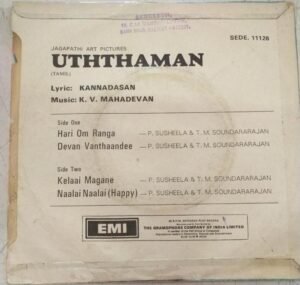 SEDE. 11128
JAGAPATHI ART PICTURES
UTHTHAMAN
(TAMIL)
Lyric: KANNADASAN
Music: K. V. MAHADEVAN
Side One
Hari Om Ranga — P. SUSHEELA & T. M. SOUNDARARAJAN
Devan Vanthaandee — P. SUSHEELA & T. M. SOUNDARARAJAN
Side Two
Kelaai Magane — P. SUSHEELA & T. M. SOUNDARARAJAN
Naalai Naalai (Happy) — P. SUSHEELA & T. M. SOUNDARARAJAN
EMI
THE GRAMOPHONE COMPANY OF INDIA LIMITED